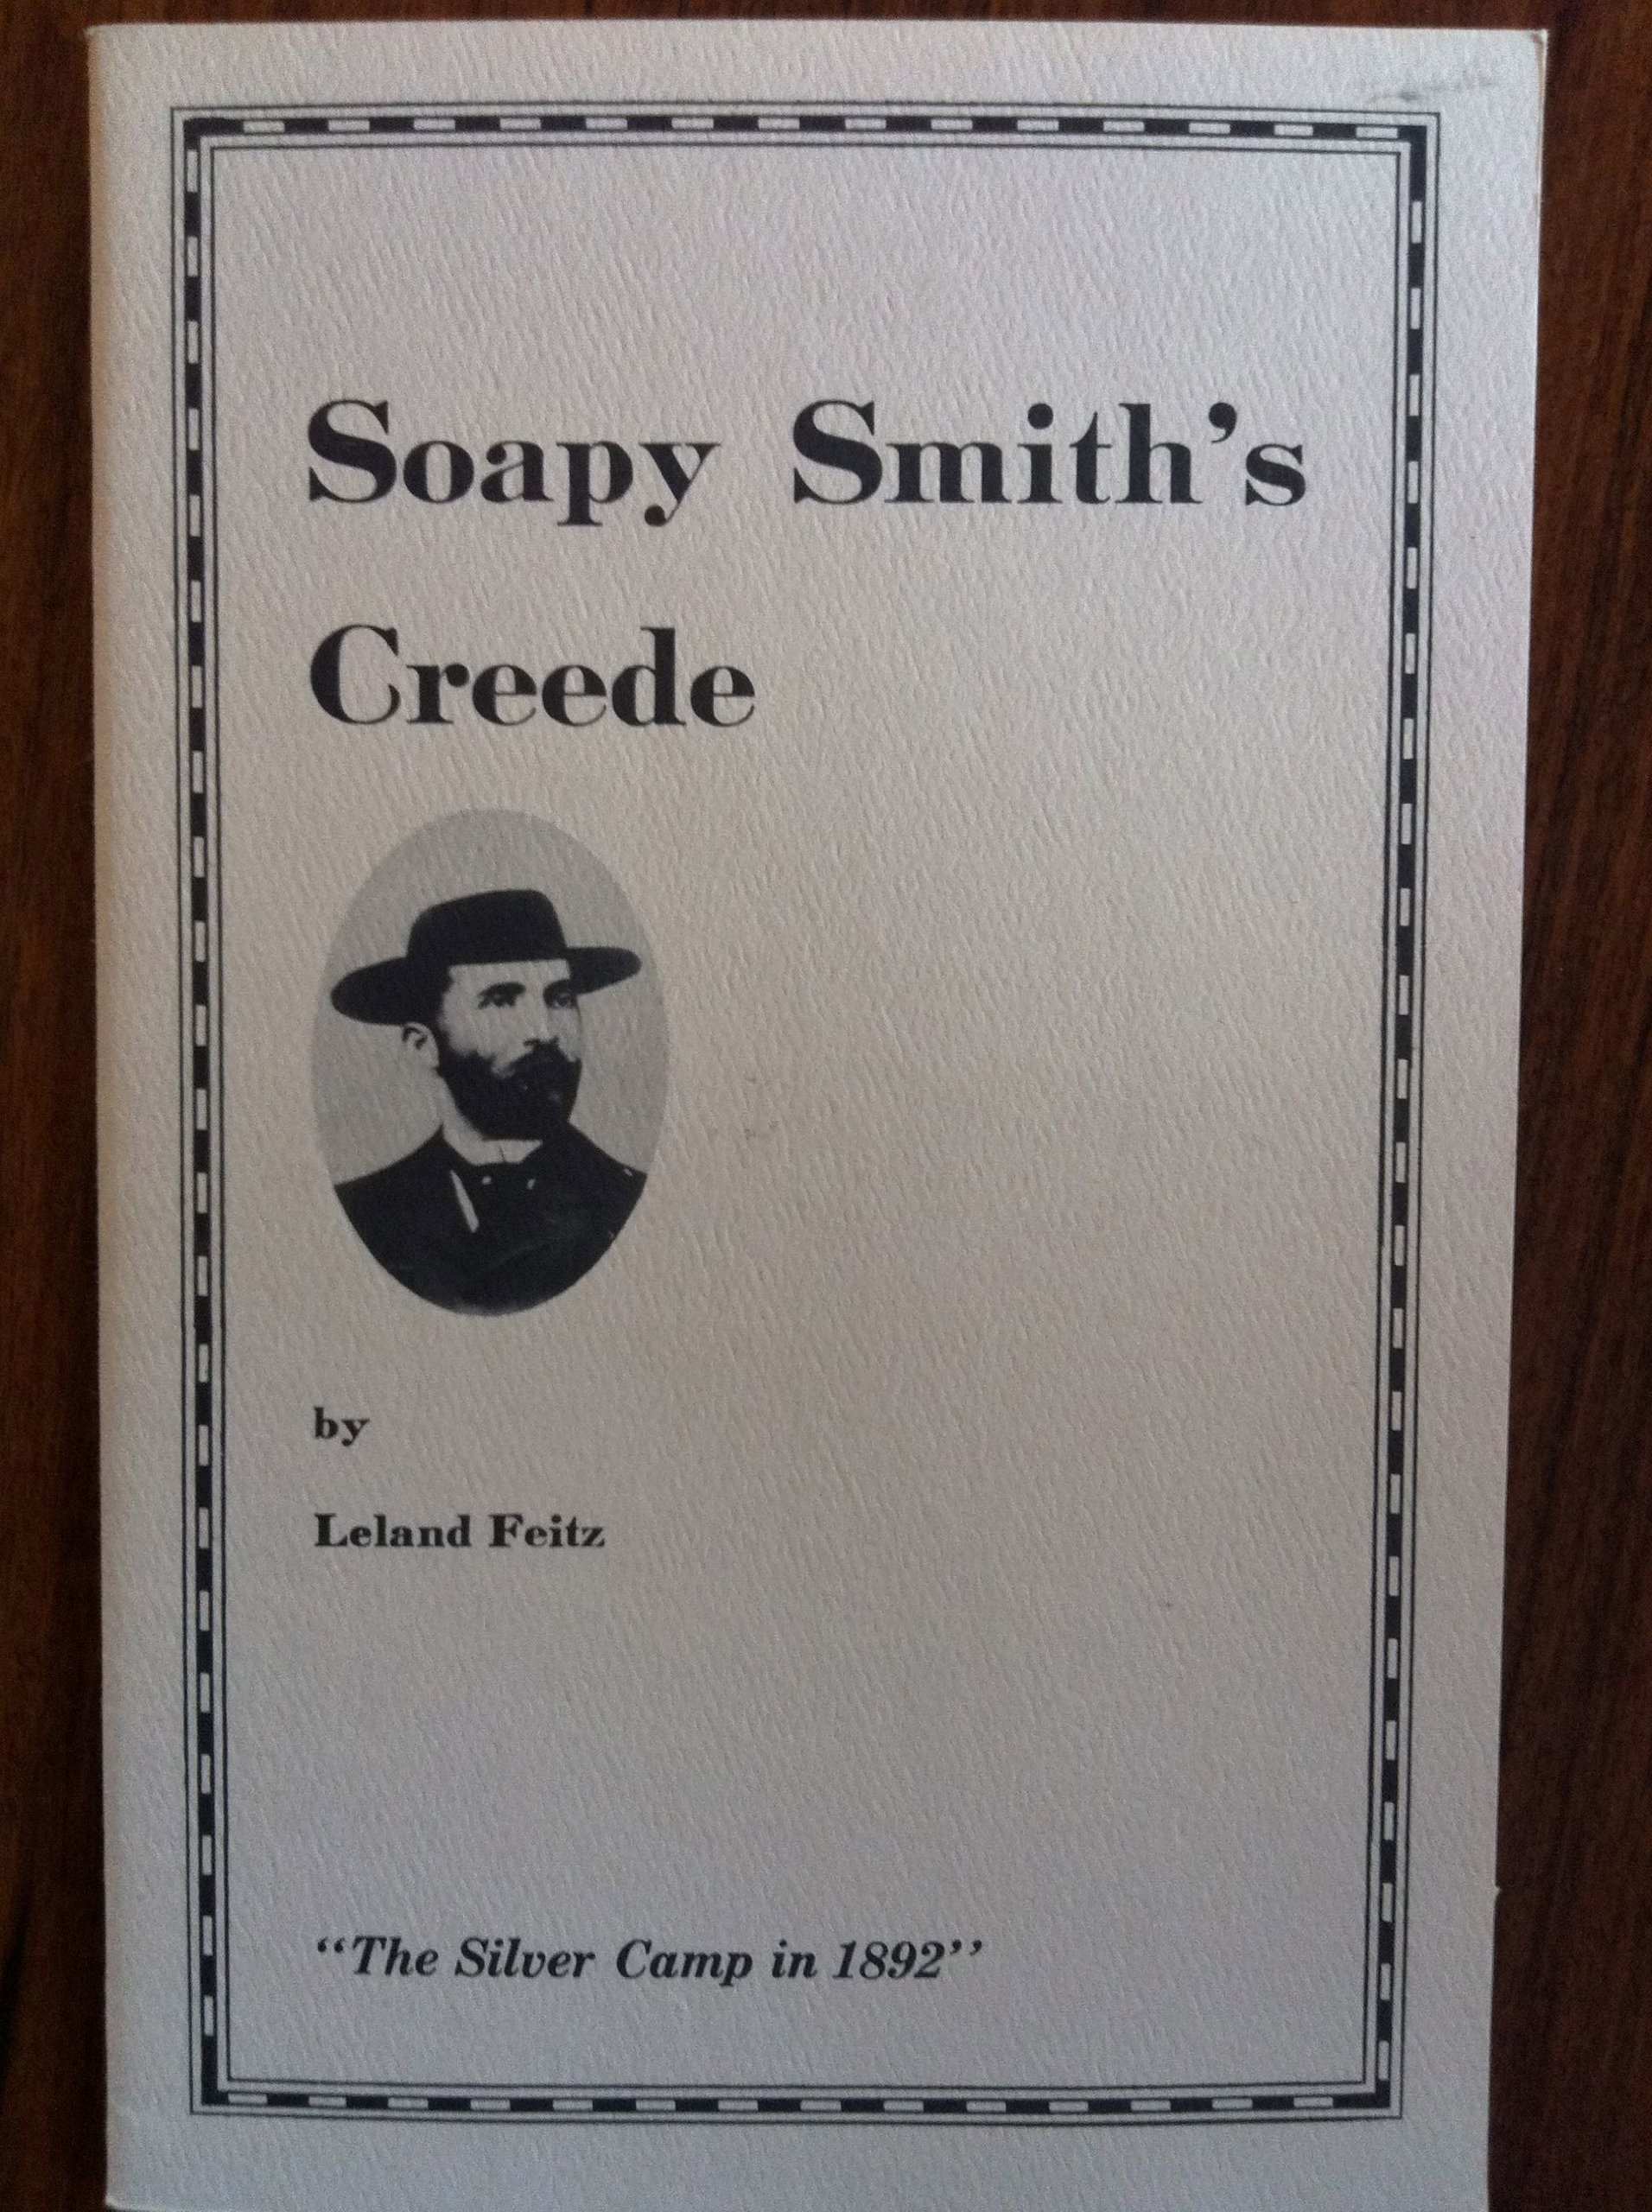 Soapy Smith's
Creede
by
Leland Feitz
“The Silver Camp in 1892”